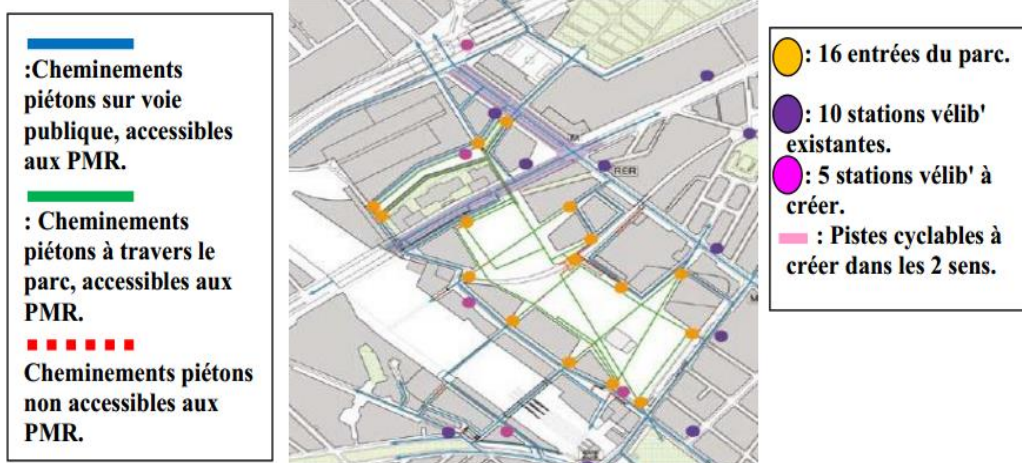 :Cheminements
piétons sur voie
publique, accessibles
aux PMR.
: Cheminements
piétons à travers le
parc, accessibles aux
PMR.
Cheminements piétons
non accessibles aux
PMR.
RER
M
: 16 entrées du parc.
: 10 stations vélib'
existantes.
: 5 stations vélib' à
créer.
: Pistes cyclables à
créer dans les 2 sens.